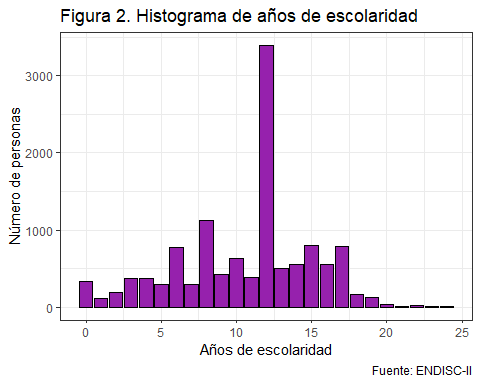 Figura 2. Histograma de años de escolaridad
Número de personas
3000
2000
1000
0
0 5 10 15 20 25
Años de escolaridad
Fuente: ENDISC-II